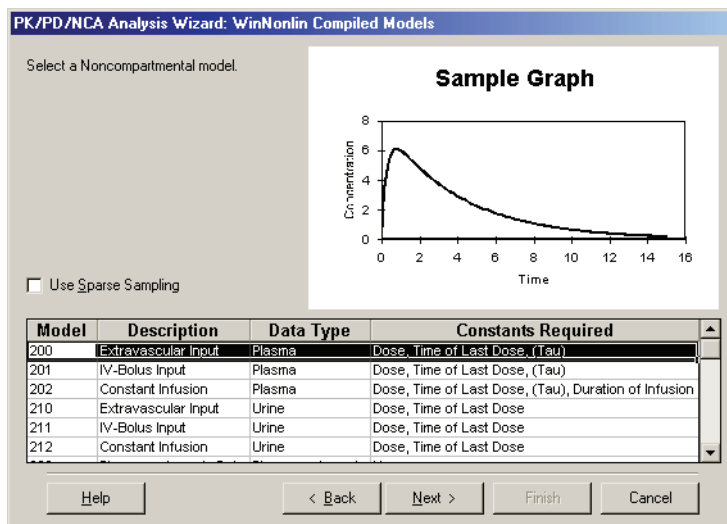 PK/PD/NCA Analysis Wizard: WinNonlin Compiled Models
Select a Noncompartmental model.
Sample Graph
Concentration
8
6
4
2
0
0 2 4 6 8 10 12 14 16
Time
Use Sparse Sampling
Model Description Data Type Constants Required
200 Extravascular Input Plasma Dose, Time of Last Dose, (Tau)
201 IV-Bolus Input Plasma Dose, Time of Last Dose, (Tau)
202 Constant Infusion Plasma Dose, Time of Last Dose, (Tau), Duration of Infusion
210 Extravascular Input Urine Dose, Time of Last Dose
211 IV-Bolus Input Urine Dose, Time of Last Dose
212 Constant Infusion Urine Dose, Time of Last Dose
Help < Back Next > Finish Cancel